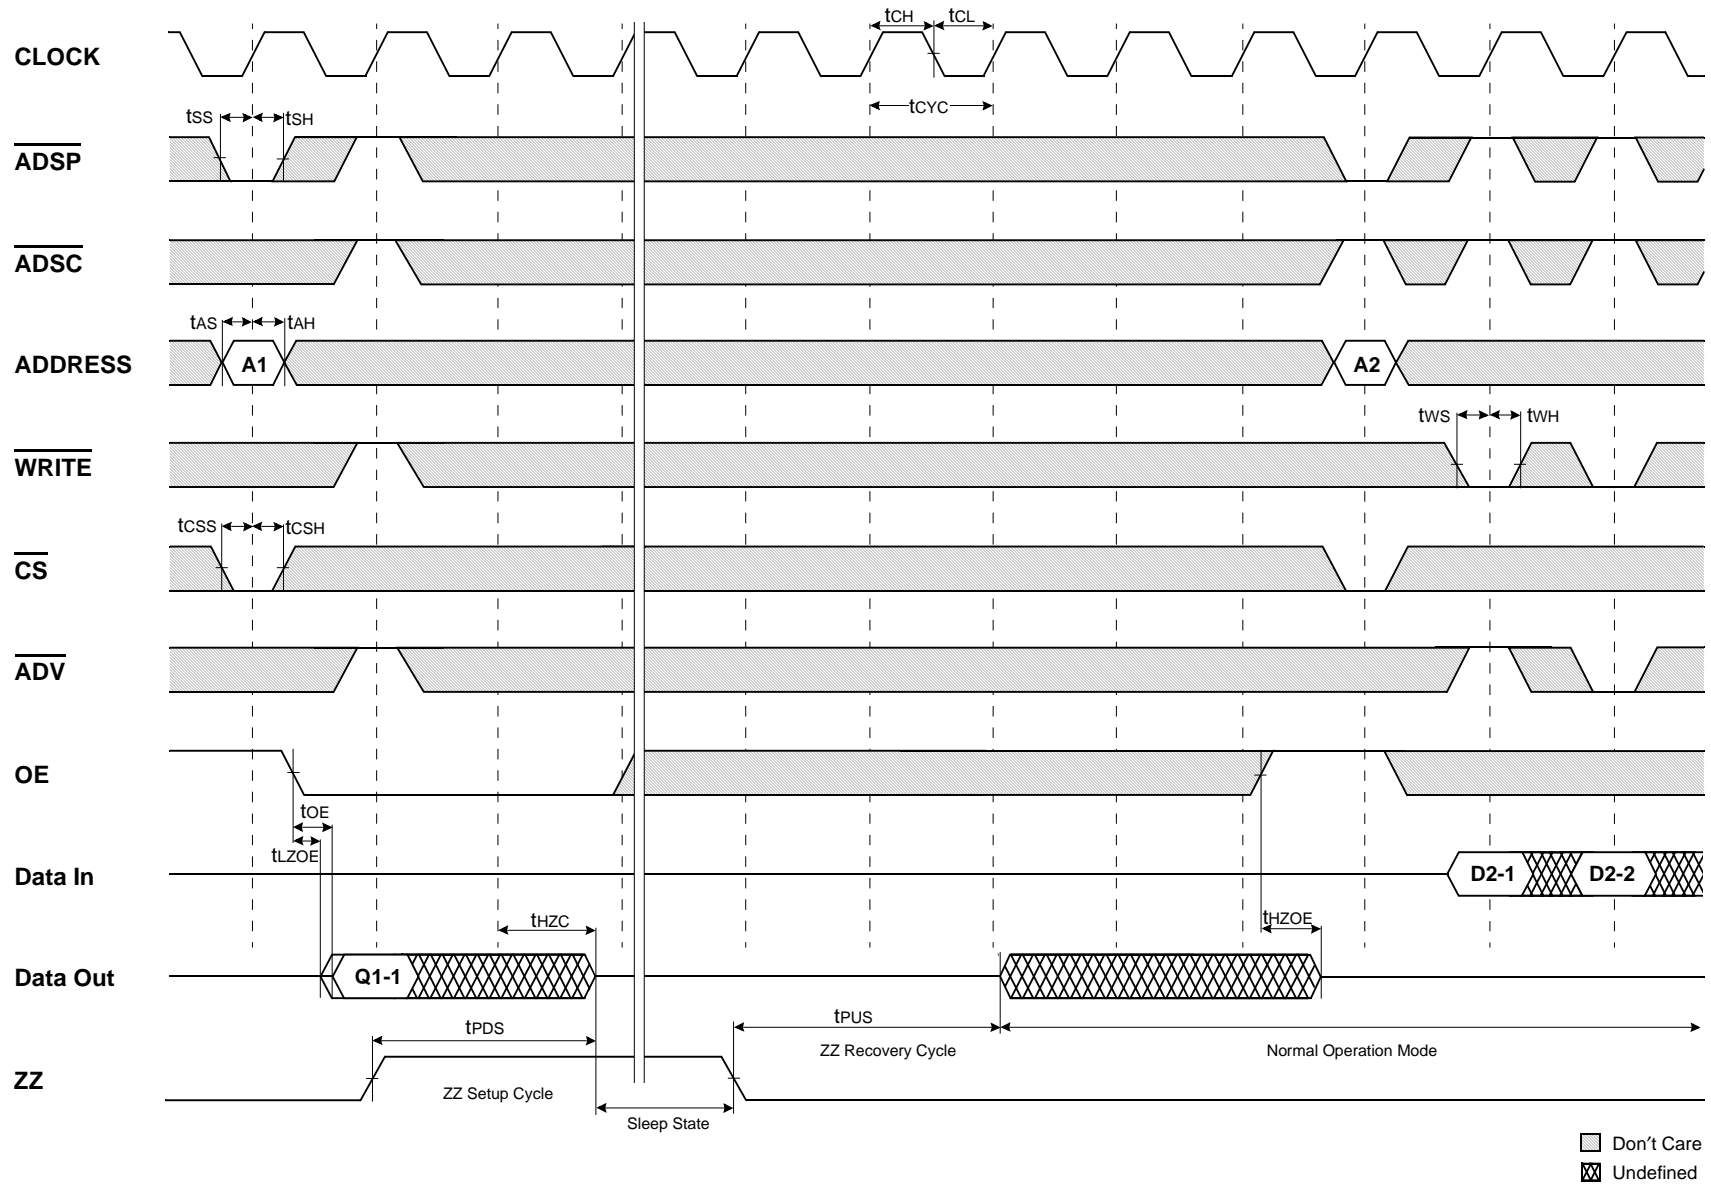 tCH tCL
CLOCK
tCYC
tSS tSH
ADSP
ADSC
tAS tAH
ADDRESS A1 A2
tWS tWH
WRITE
tCSS tCSH
CS
ADV
OE
tOE
tLZOE
Data In D2-1 D2-2
tHZC tHZOE
Data Out Q1-1
tPDS tPUS
ZZ Recovery Cycle Normal Operation Mode
ZZ ZZ Setup Cycle
Sleep State
Don′t Care
Undefined